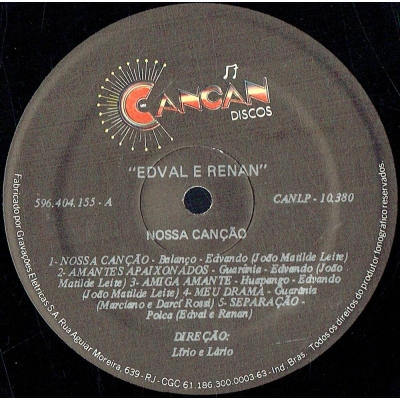 CANCAN
DISCOS
"EDVAL E RENAN"
596.404.155 - A
CANLP - 10.380
NOSSA CANÇÃO
1- NOSSA CANÇÃO - Balanço - Edvando (João Matilde Leite)
2- AMANTES APAIXONADOS - Guarânia - Edvando (João
Matilde Leite) 3- AMIGA AMANTE - Huapango - Edvando
(João Matilde Leite) 4- MEU DRAMA - Guarânia
(Marciano e Darci Rossi) 5- SEPARAÇÃO -
Polca (Edval e Renan)
DIREÇÃO:
Lírio e Lário
Fabricado por Gravações Elétricas S.A. Rua Aguiar Moreira, 639 - RJ - CGC 61.186.300.0003-63 - Ind. Bras. Todos os direitos do produtor fonográfico reservados.